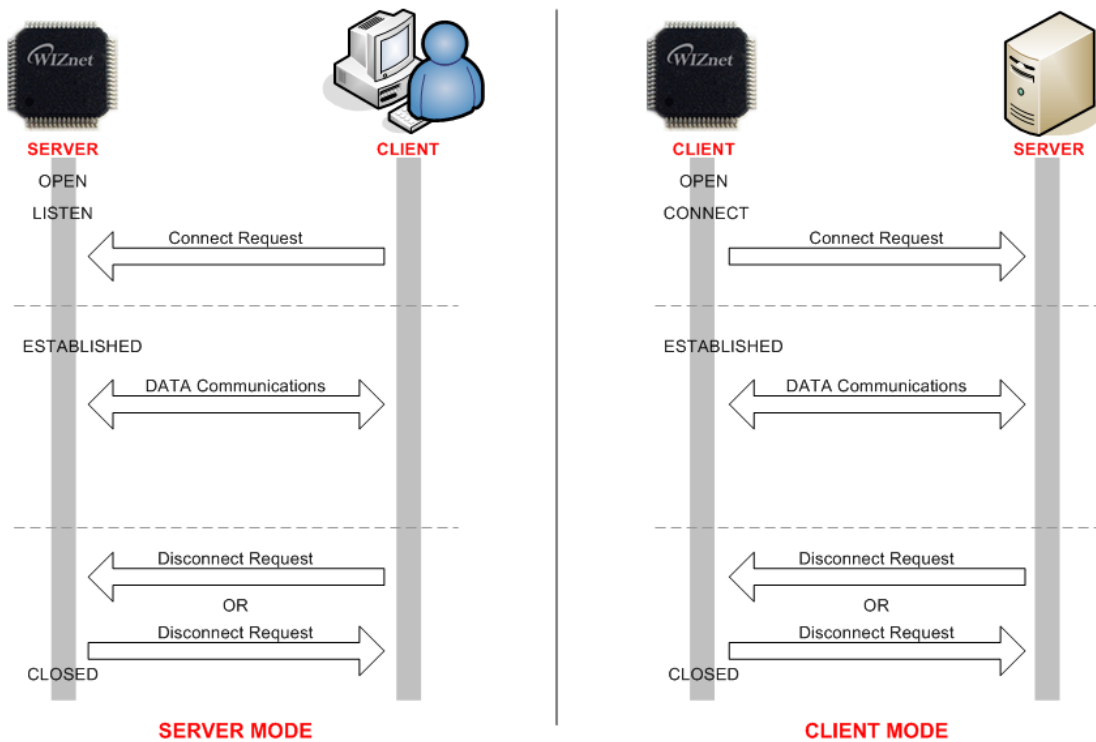 WIZnet
SERVER
CLIENT
OPEN
LISTEN
Connect Request
ESTABLISHED
DATA Communications
Disconnect Request
OR
Disconnect Request
CLOSED
SERVER MODE
WIZnet
CLIENT
SERVER
OPEN
CONNECT
Connect Request
ESTABLISHED
DATA Communications
Disconnect Request
OR
Disconnect Request
CLOSED
CLIENT MODE